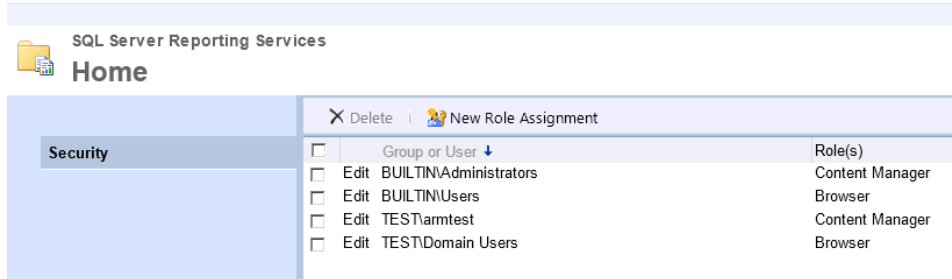 SQL Server Reporting Services
Home
Delete | New Role Assignment
Security
Group or User Role(s)
Edit BUILTIN\Administrators Content Manager
Edit BUILTIN\Users Browser
Edit TEST\armtest Content Manager
Edit TEST\Domain Users Browser